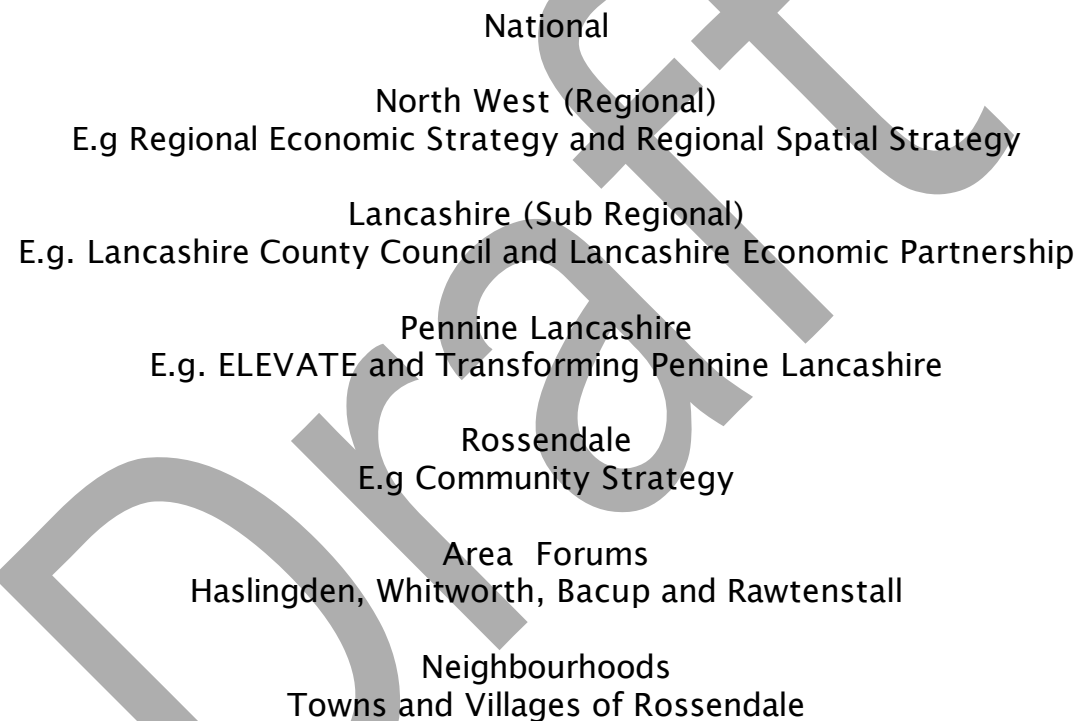 National
North West (Regional)
E.g Regional Economic Strategy and Regional Spatial Strategy
Lancashire (Sub Regional)
E.g. Lancashire County Council and Lancashire Economic Partnership
Pennine Lancashire
E.g. ELEVATE and Transforming Pennine Lancashire
Rossendale
E.g Community Strategy
Area  Forums
Haslingden, Whitworth, Bacup and Rawtenstall
Neighbourhoods
Towns and Villages of Rossendale
Draft